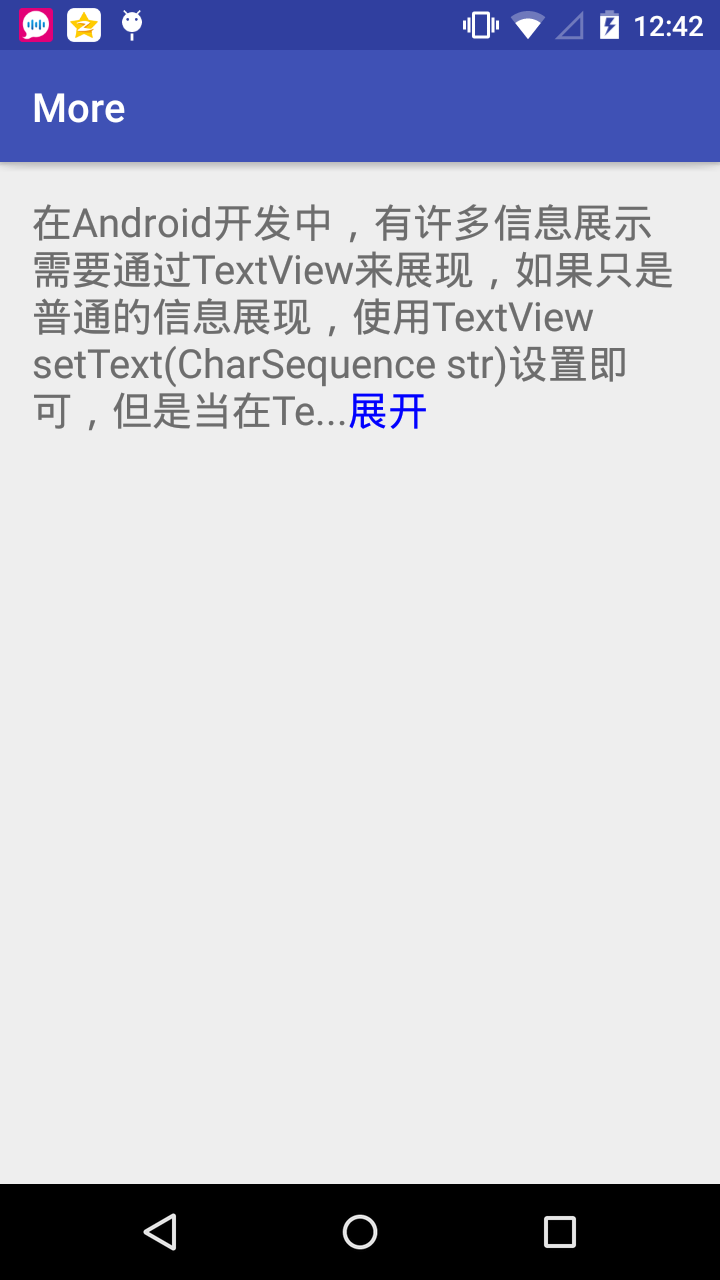 12:42
More
在Android开发中，有许多信息展示
需要通过TextView来展现，如果只是
普通的信息展现，使用TextView
setText(CharSequence str)设置即
可，但是当在Te...展开